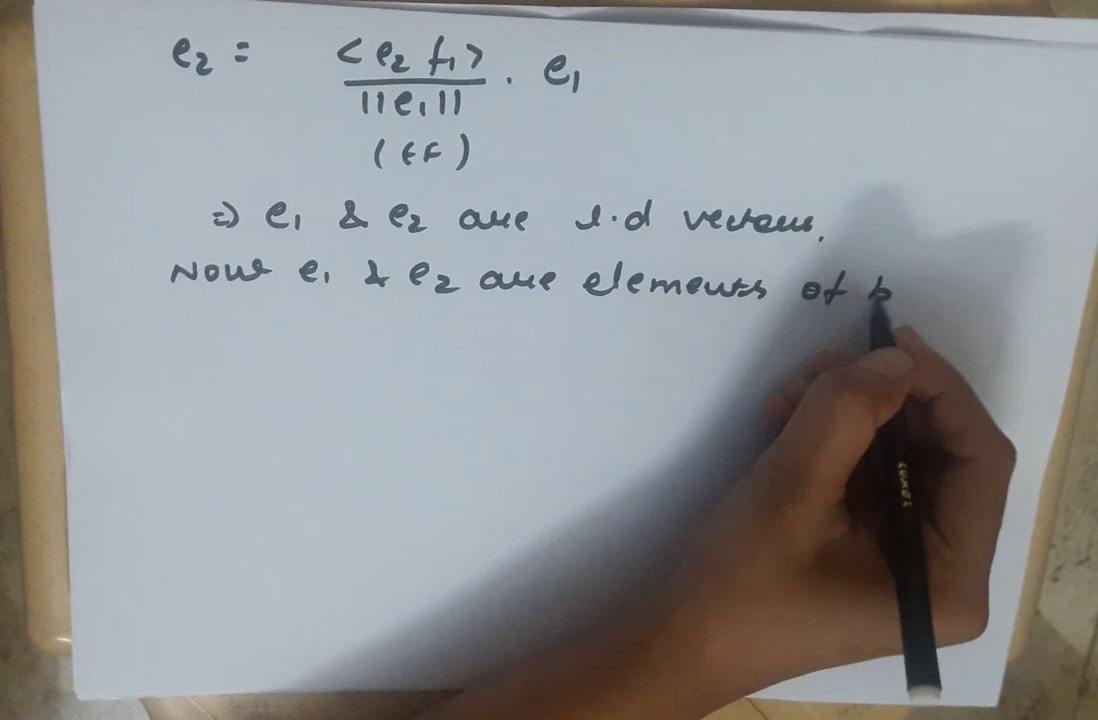 e₂ = <e₂ f₁> / ||e₁|| . e₁
(EF)
⇒ e₁ & e₂ are l.d vectors.
Now e₁ & e₂ are elements of b